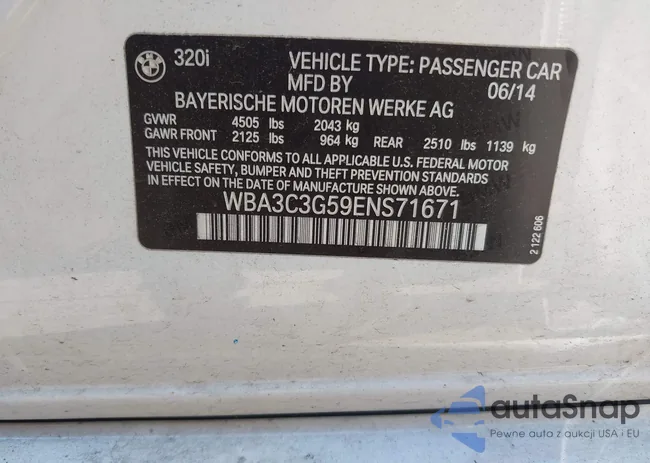 320i VEHICLE TYPE: PASSENGER CAR
MFD BY 06/14
BAYERISCHE MOTOREN WERKE AG
GVWR 4505 lbs 2043 kg
GAWR FRONT 2125 lbs 964 kg REAR 2510 lbs 1139 kg
THIS VEHICLE CONFORMS TO ALL APPLICABLE U.S. FEDERAL MOTOR
VEHICLE SAFETY, BUMPER AND THEFT PREVENTION STANDARDS
IN EFFECT ON THE DATE OF MANUFACTURE SHOWN ABOVE.
WBA3C3G59ENS71671
2 122 606
autaSnap
Pewne auta z aukcji USA i EU